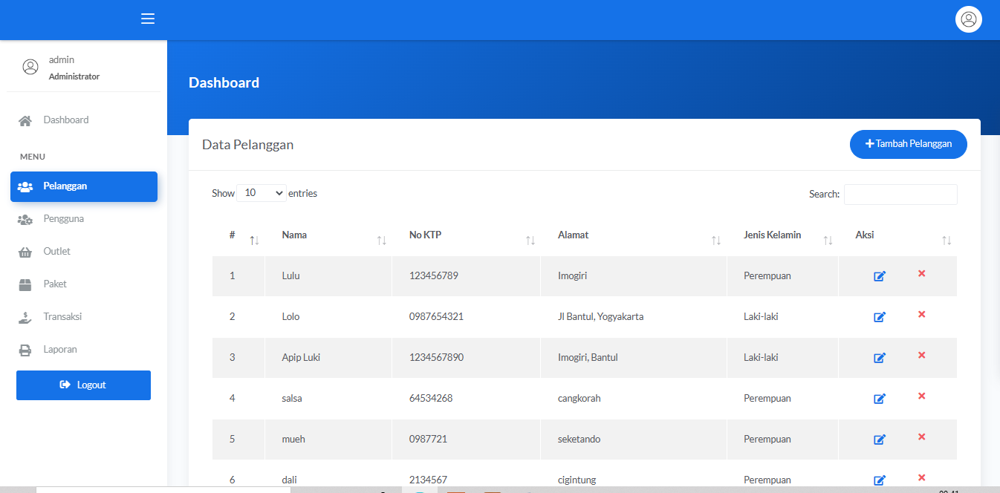 admin
Administrator
Dashboard
Dashboard
MENU
Data Pelanggan
Tambah Pelanggan
Pelanggan
Pengguna
Outlet
Paket
Transaksi
Laporan
Logout
Show 10 entries
Search:
# Nama No KTP Alamat Jenis Kelamin Aksi
1 Lulu 123456789 Imogiri Perempuan
2 Lolo 0987654321 Jl Bantul, Yogyakarta Laki-laki
3 Apip Luki 1234567890 Imogiri, Bantul Laki-laki
4 salsa 64534268 cangkorah Perempuan
5 mueh 0987721 seketando Perempuan
6 dali 2134567 cigintung Perempuan